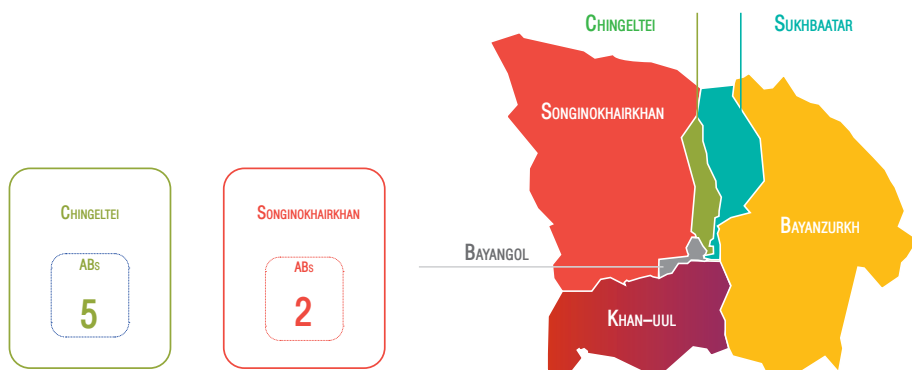 Chingeltei
Sukhbaatar
Songinokhairkhan
Chingeltei
ABs
5
Songinokhairkhan
ABs
2
Bayanzurkh
Bayangol
Khan–uul